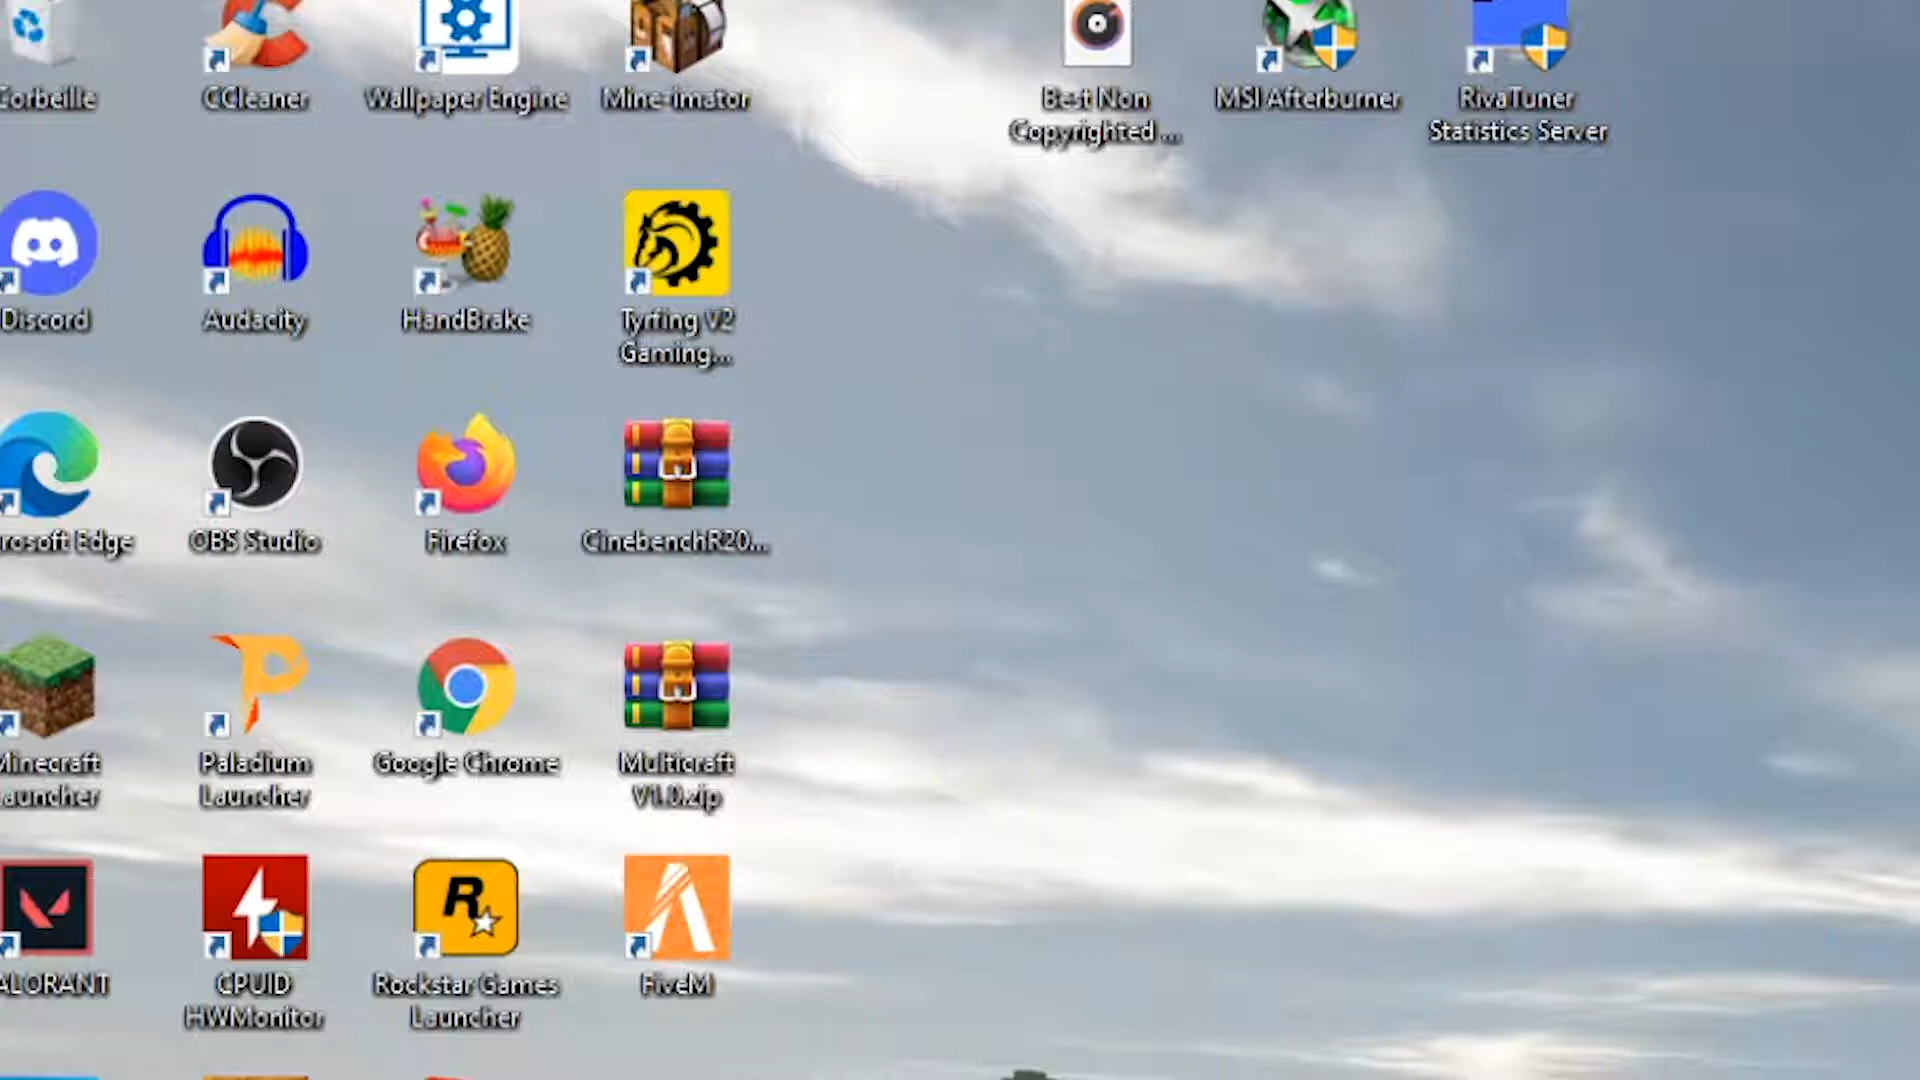 Corbeille
CCleaner
Wallpaper Engine
Mine-imator
Best Non
Copyrighted ...
MSI Afterburner
RivaTuner
Statistics Server
Discord
Audacity
HandBrake
Tyrfing V2
Gaming...
rosoft Edge
OBS Studio
Firefox
CinebenchR20...
Minecraft
Launcher
Paladium
Launcher
Google Chrome
Multicraft
V1.0.zip
ALORANT
CPUID
HWMonitor
R
Rockstar Games
Launcher
FiveM